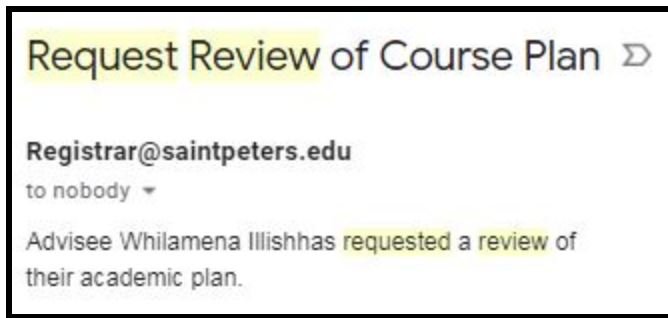 Request Review of Course Plan
Registrar@saintpeters.edu
to nobody
Advisee Whilamena Illishhas requested a review of
their academic plan.